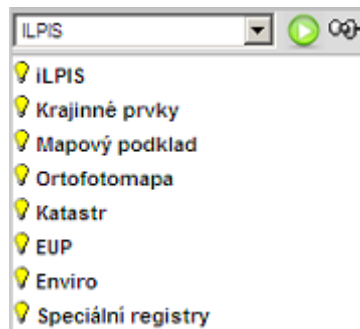 iLPIS
iLPIS
Krajinné prvky
Mapový podklad
Ortofotomapa
Katastr
EUP
Enviro
Speciální registry